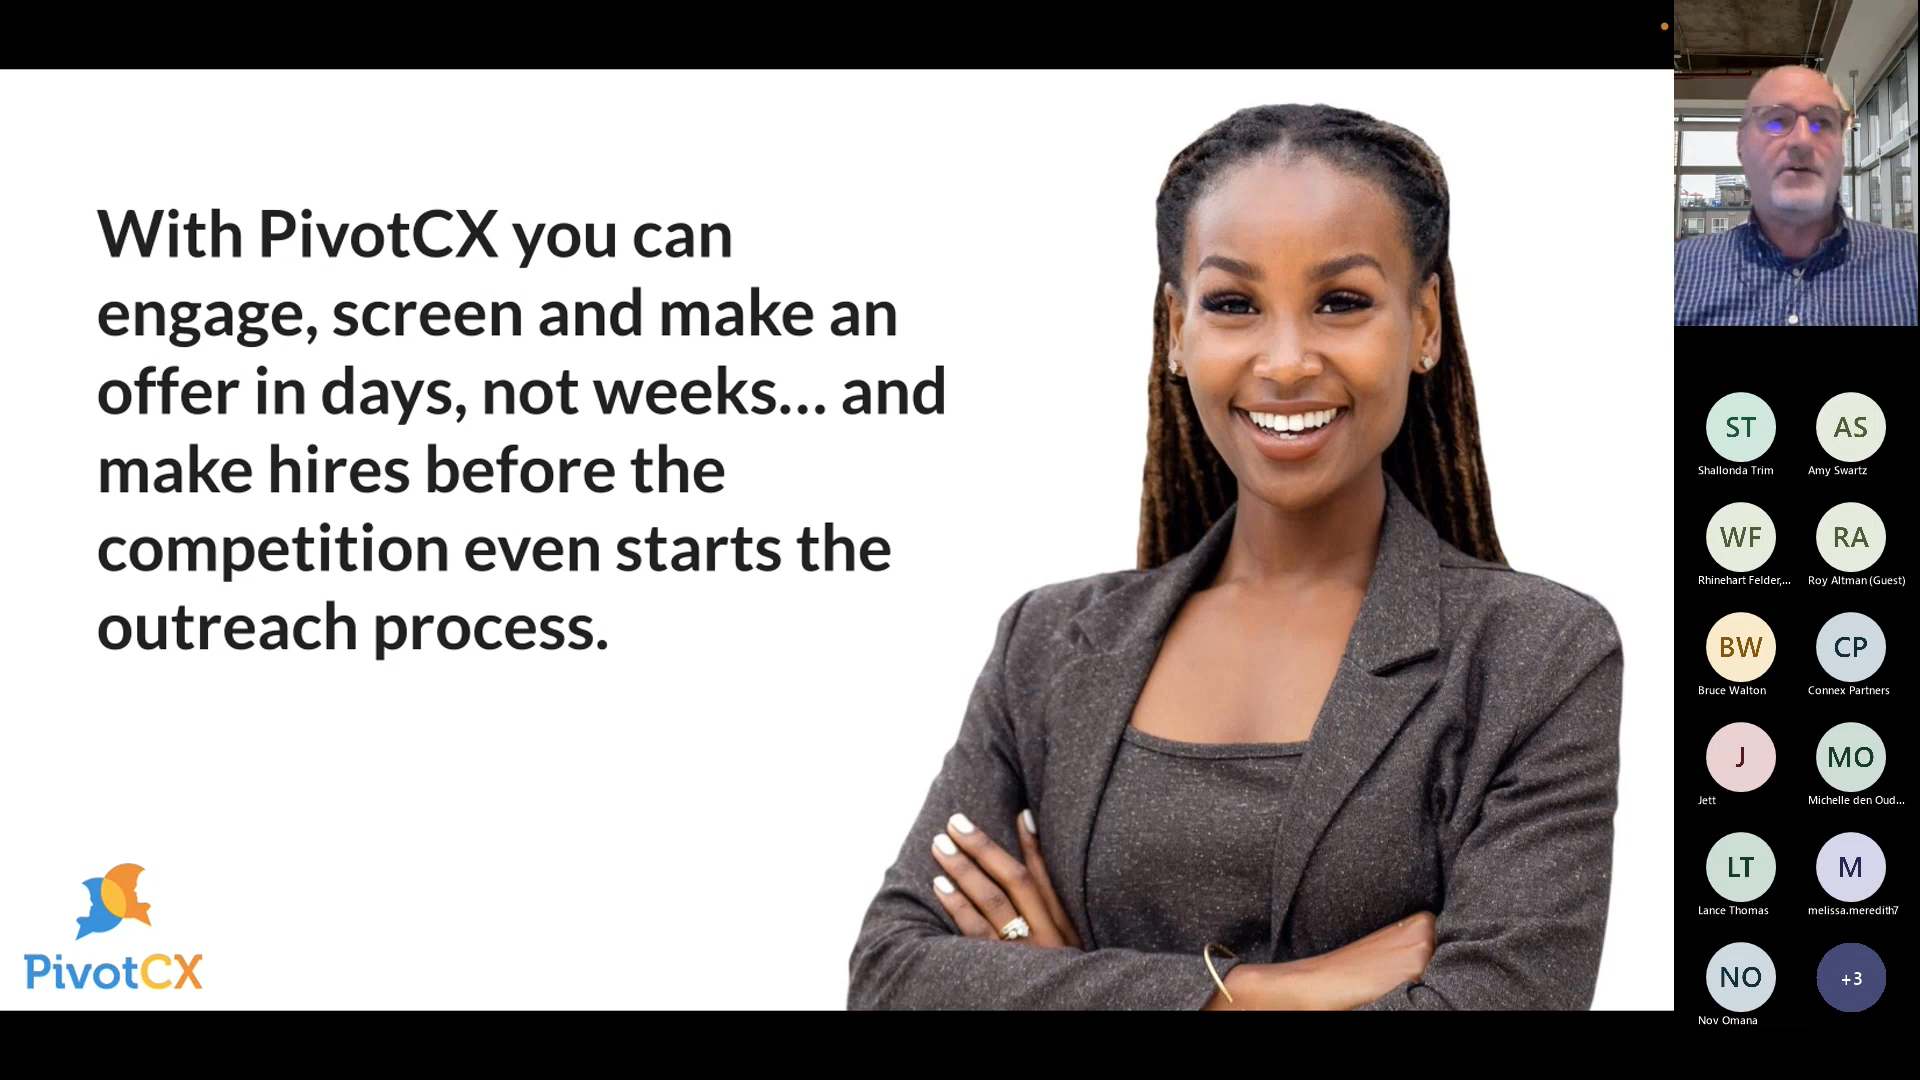 With PivotCX you can
engage, screen and make an
offer in days, not weeks... and
make hires before the
competition even starts the
outreach process.
PivotCX
ST
AS
Shallonda Trim
Amy Swartz
WF
RA
Rhinehart Felder,...
Roy Altman (Guest)
BW
CP
Bruce Walton
Connex Partners
J
MO
Jett
Michelle den Oud...
LT
M
Lance Thomas
melissa.meredith7
NO
+3
Nov Omana